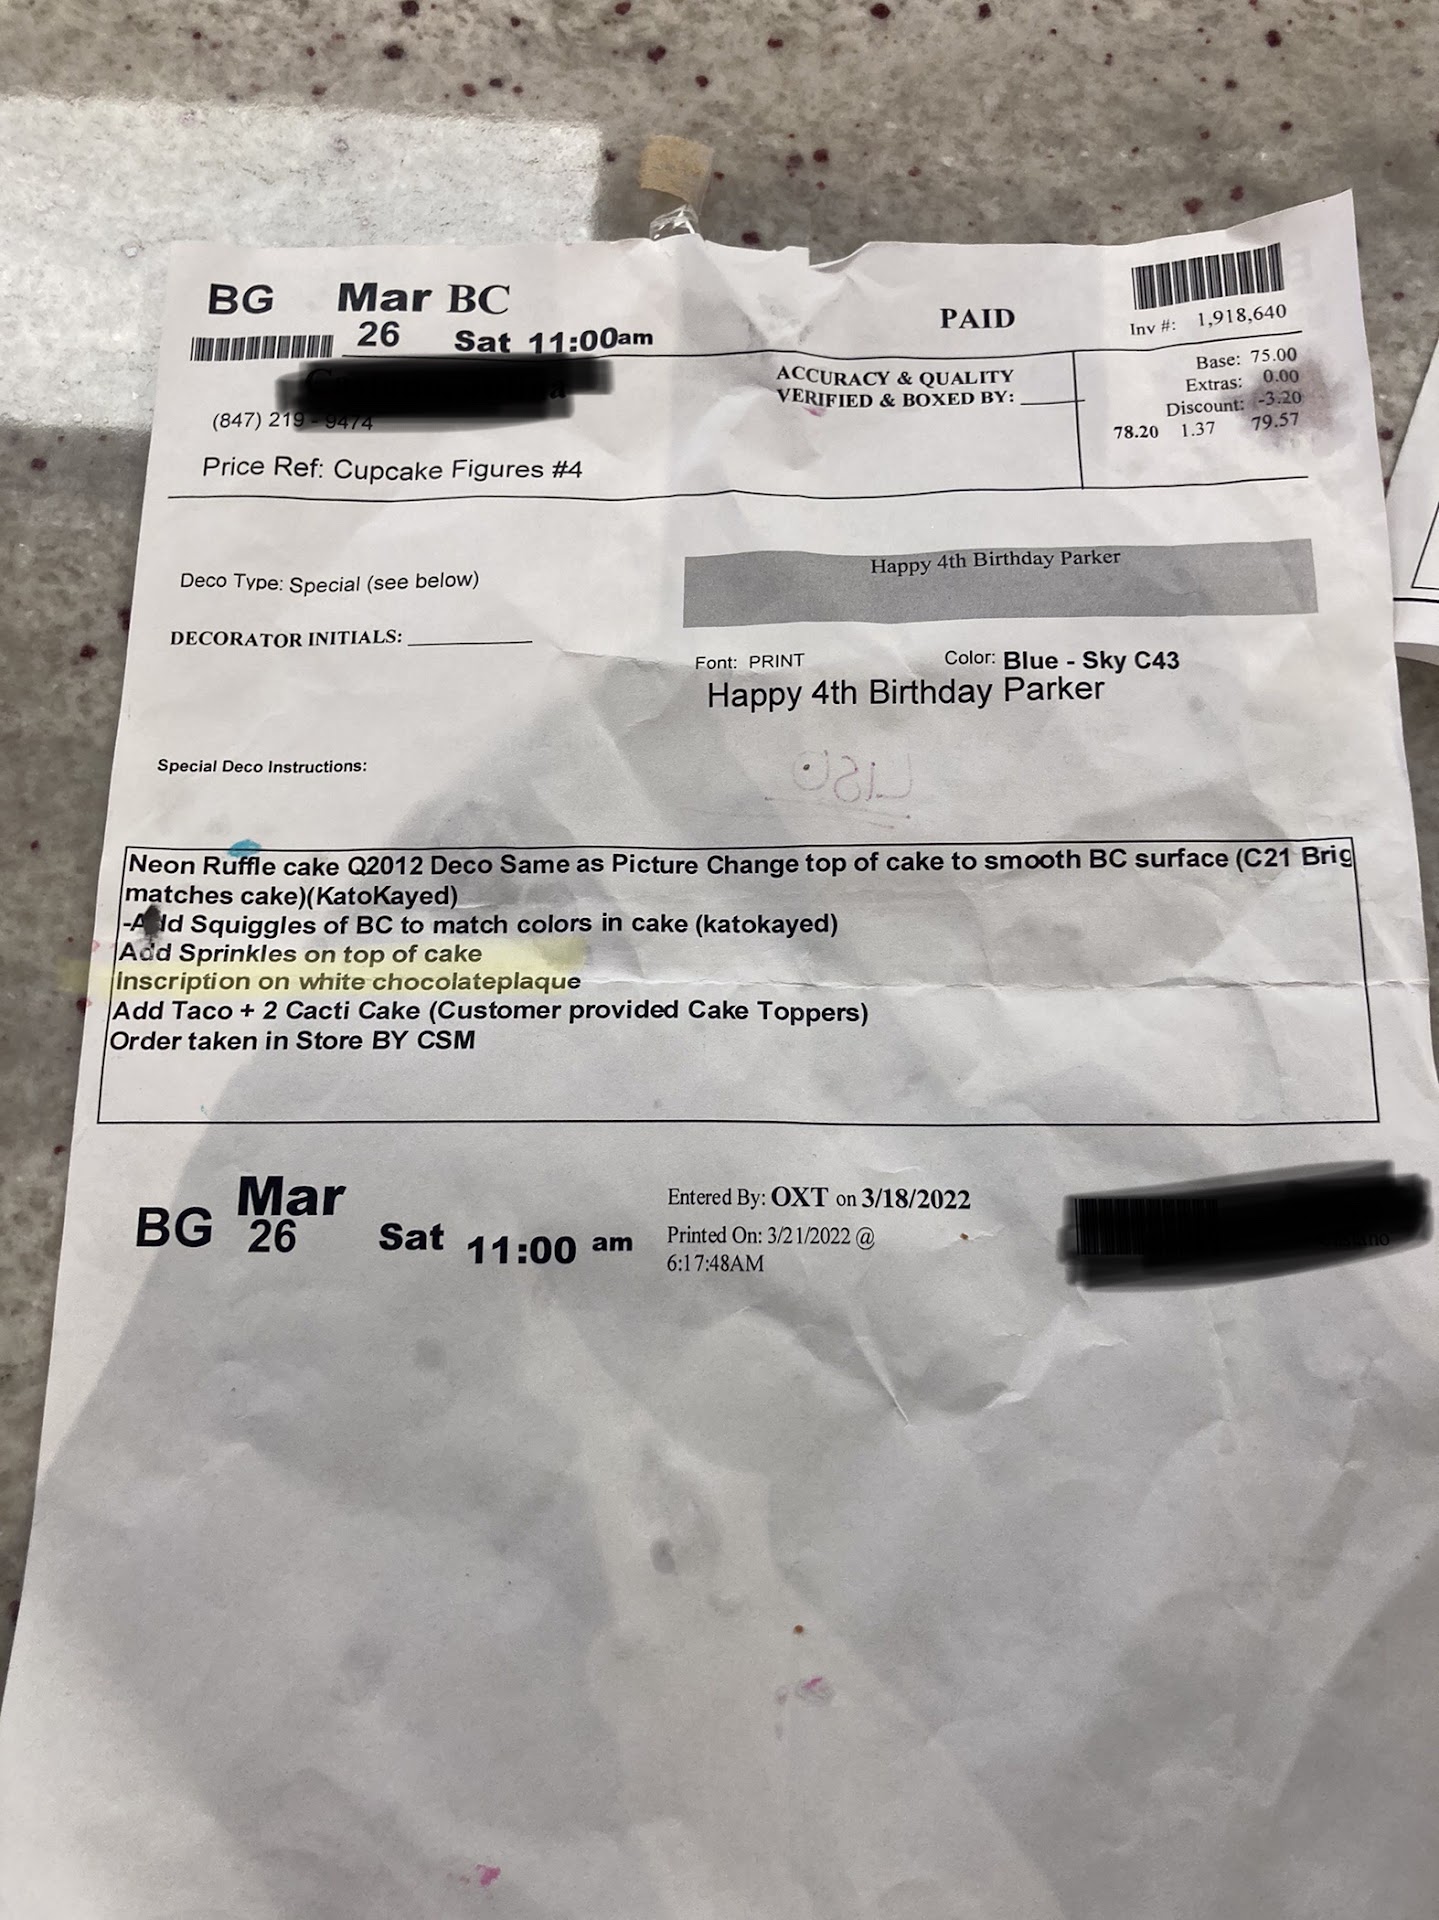 BG Mar BC
26 Sat 11:00am
PAID
Inv #: 1,918,640
(847) 219 - 9474
ACCURACY & QUALITY
VERIFIED & BOXED BY:
Base: 75.00
Extras: 0.00
Discount: -3.20
78.20 1.37 79.57
Price Ref: Cupcake Figures #4
Deco Type: Special (see below)
Happy 4th Birthday Parker
DECORATOR INITIALS:
Font: PRINT Color: Blue - Sky C43
Happy 4th Birthday Parker
Special Deco Instructions:
Neon Ruffle cake Q2012 Deco Same as Picture Change top of cake to smooth BC surface (C21 Brig
matches cake)(KatoKayed)
-Add Squiggles of BC to match colors in cake (katokayed)
Add Sprinkles on top of cake
Inscription on white chocolateplaque
Add Taco + 2 Cacti Cake (Customer provided Cake Toppers)
Order taken in Store BY CSM
BG Mar
26 Sat 11:00 am
Entered By: OXT on 3/18/2022
Printed On: 3/21/2022 @
6:17:48AM